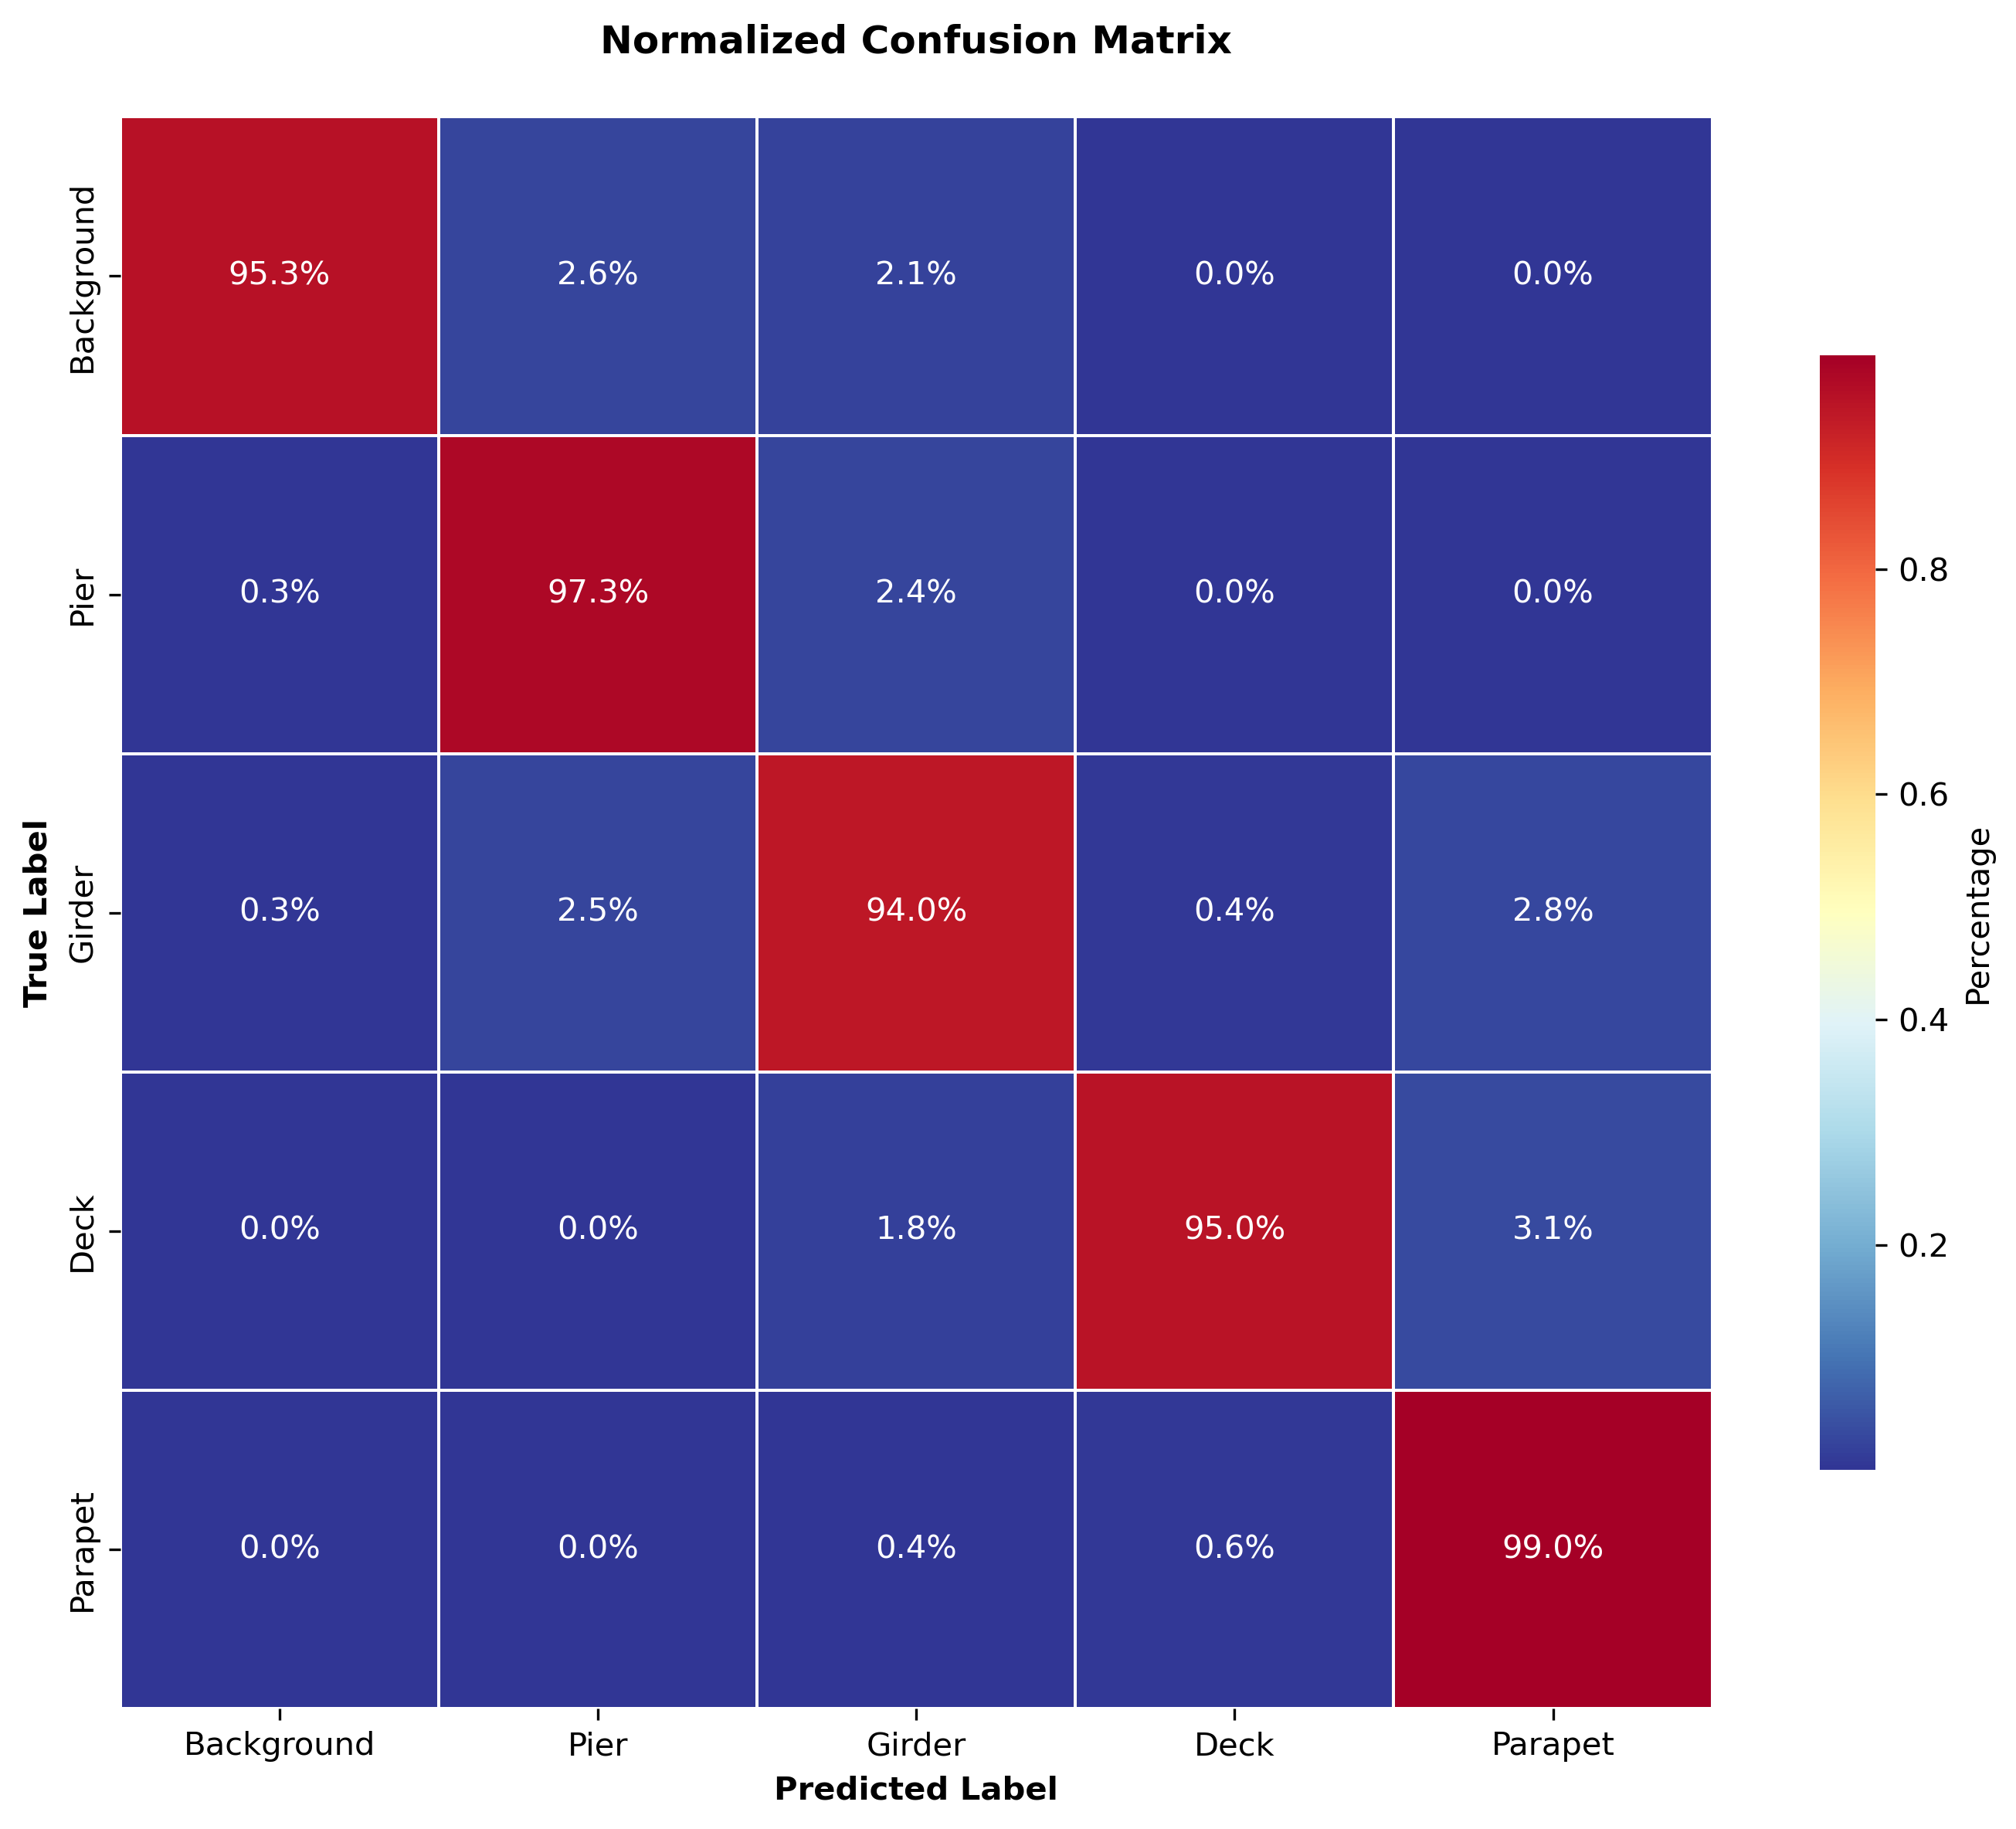 Normalized Confusion Matrix
True Label
Background
95.3% 2.6% 2.1% 0.0% 0.0%
Pier
0.3% 97.3% 2.4% 0.0% 0.0%
Girder
0.3% 2.5% 94.0% 0.4% 2.8%
Deck
0.0% 0.0% 1.8% 95.0% 3.1%
Parapet
0.0% 0.0% 0.4% 0.6% 99.0%
Background Pier Girder Deck Parapet
Predicted Label
0.8
0.6
0.4
0.2
Percentage